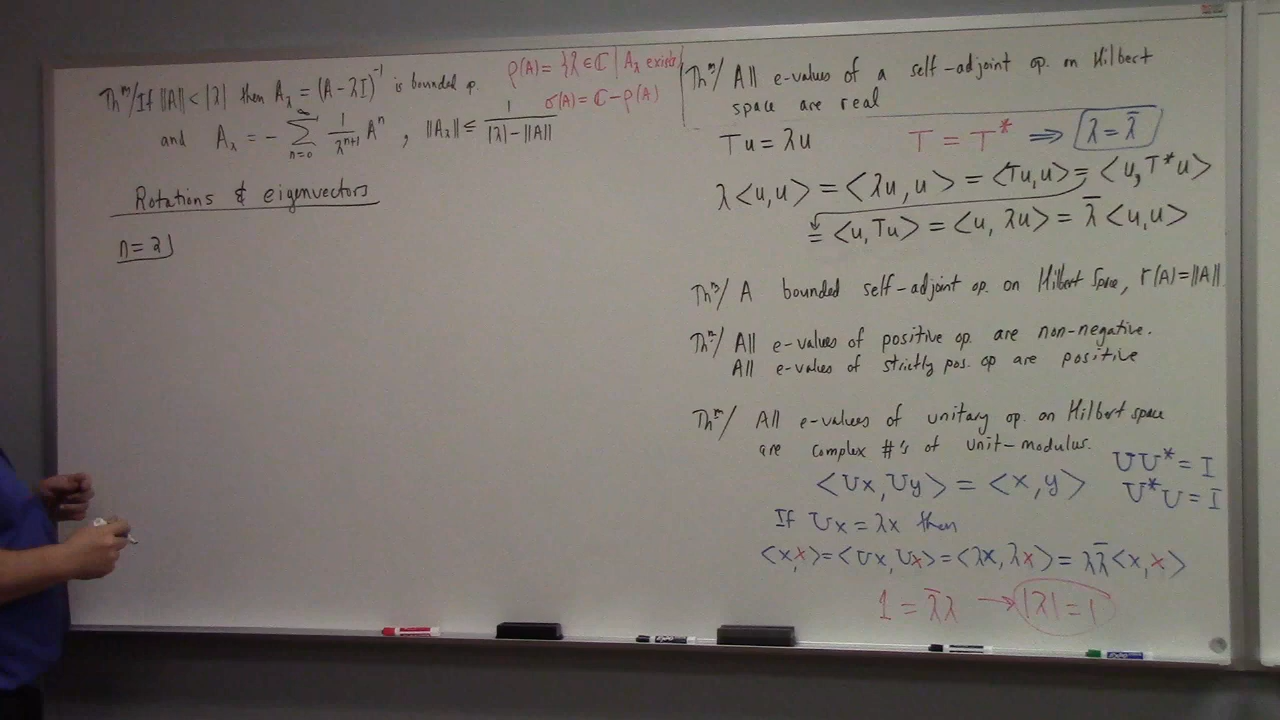 Thᵐ/ If ||A|| < |λ| then A_λ = (A - λI)⁻¹ is bounded op.
and A_λ = - ∑_{n=0}^{∞} 1/λⁿ⁺¹ Aⁿ , ||A_λ|| ≤ 1/(|λ| - ||A||)
ρ(A) = {λ ∈ ℂ | A_λ exists
σ(A) = ℂ - ρ(A)
Rotations & eigenvectors
n = 2
Thᵐ/ All e-values of a self-adjoint op. on Hilbert
space are real
Tu = λu T = T* ⇒ λ = λ̄
λ<u,u> = <λu,u> = <Tu,u> = <u,T*u>
= <u,Tu> = <u,λu> = λ̄<u,u>
Thᵐ/ A bounded self-adjoint op. on Hilbert Space, r(A) = ||A||
Thᵐ/ All e-values of positive op. are non-negative.
All e-values of strictly pos. op are positive
Thᵐ/ All e-values of unitary op. on Hilbert space
are complex #'s of unit-modulus.
UU* = I
<Ux,Uy> = <x,y> U*U = I
If Ux = λx then
<x,x> = <Ux,Ux> = <λx,λx> = λλ̄<x,x>
1 = λ̄λ → |λ| = 1